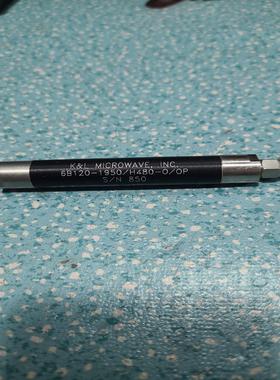 K&L MICROWAVE, INC.
6B120-1950/H480-O/OP
S/N 850